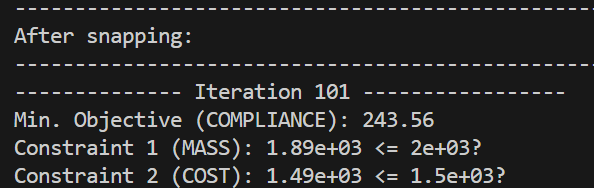 ------------------------------------------------
After snapping:
------------------------------------------------
-------------- Iteration 101 -----------------
Min. Objective (COMPLIANCE): 243.56
Constraint 1 (MASS): 1.89e+03 <= 2e+03?
Constraint 2 (COST): 1.49e+03 <= 1.5e+03?